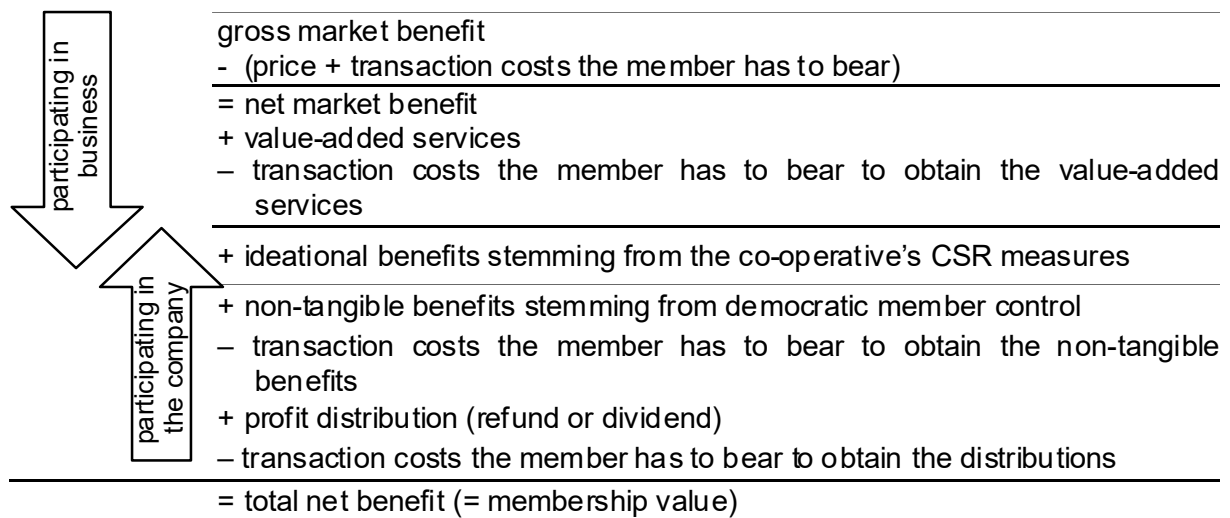 participating in
business
participating in
the company
gross market benefit
- (price + transaction costs the member has to bear)
= net market benefit
+ value-added services
– transaction costs the member has to bear to obtain the value-added
services
+ ideational benefits stemming from the co-operative's CSR measures
+ non-tangible benefits stemming from democratic member control
– transaction costs the member has to bear to obtain the non-tangible
benefits
+ profit distribution (refund or dividend)
– transaction costs the member has to bear to obtain the distributions
= total net benefit (= membership value)